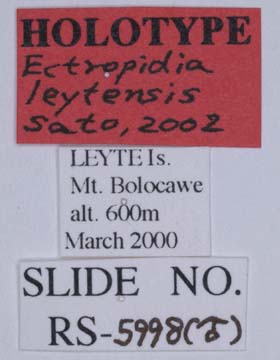 HOLOTYPE
Ectropidia
leytensis
Sato, 2002
LEYTE Is.
Mt. Bolocawe
alt. 600m
March 2000
SLIDE NO.
RS-5998(♂)